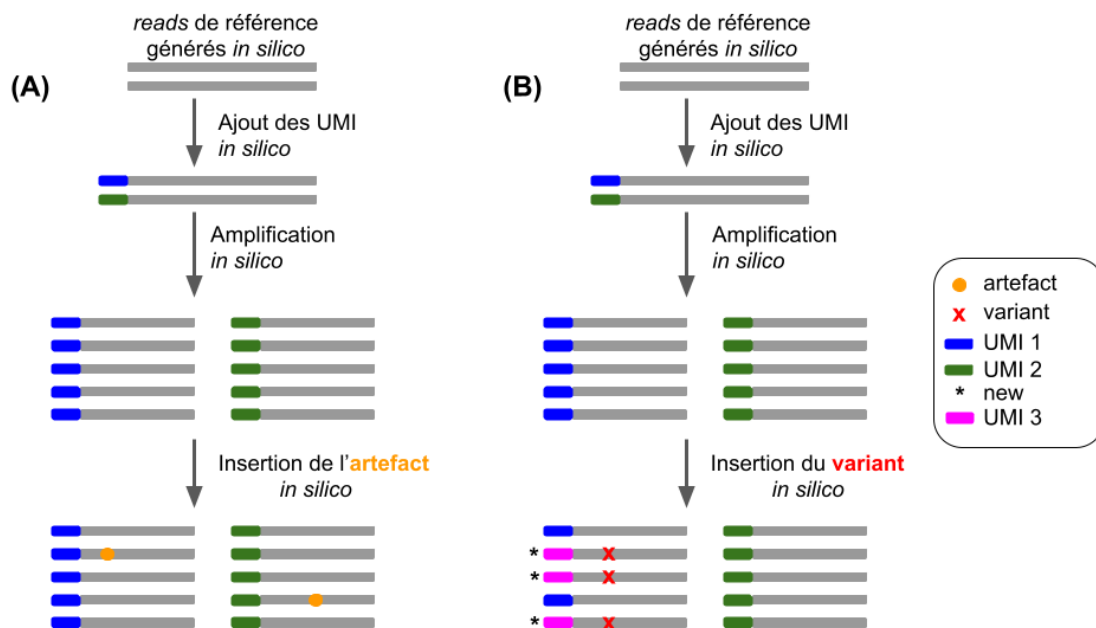 reads de référence
générés in silico
(A)
Ajout des UMI
in silico
Amplification
in silico
Insertion de l'artefact
in silico
reads de référence
générés in silico
(B)
Ajout des UMI
in silico
Amplification
in silico
Insertion du variant
in silico
* x
* x
* x
artefact
x variant
UMI 1
UMI 2
* new
UMI 3